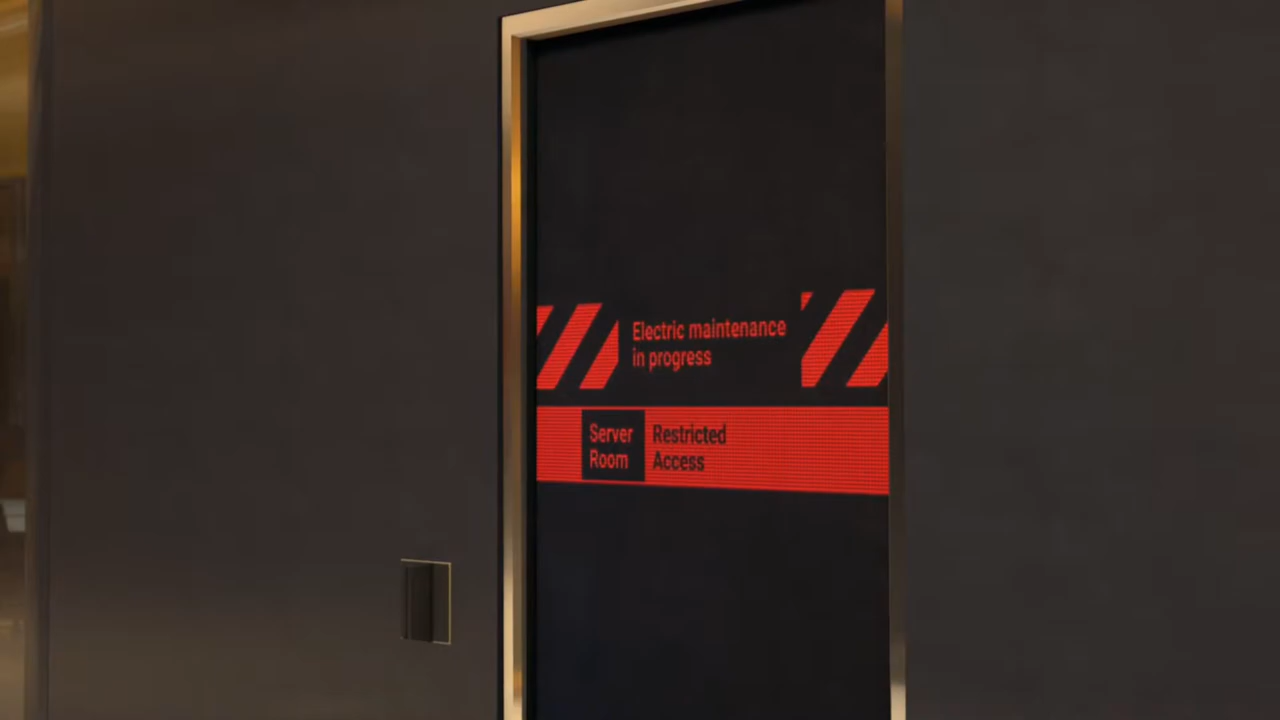 Electric maintenance
in progress
Server
Room
Restricted
Access